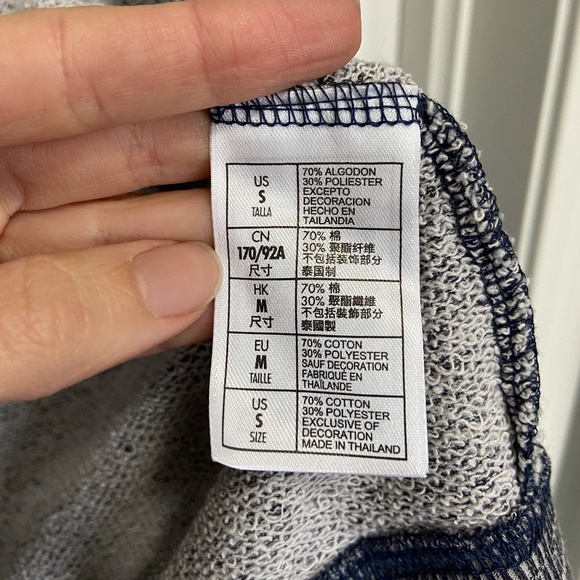 US
S
TALLA
70% ALGODON
30% POLIESTER
EXCEPTO
DECORACION
HECHO EN
TAILANDIA
CN
170/92A
尺寸
70% 棉
30% 聚酯纤维
不包括装饰部分
泰国制
HK
M
尺寸
70% 棉
30% 聚酯纖維
不包括裝飾部分
泰國製
EU
M
TAILLE
70% COTON
30% POLYESTER
SAUF DECORATION
FABRIQUÉ EN
THAÏLANDE
US
S
SIZE
70% COTTON
30% POLYESTER
EXCLUSIVE OF
DECORATION
MADE IN THAILAND